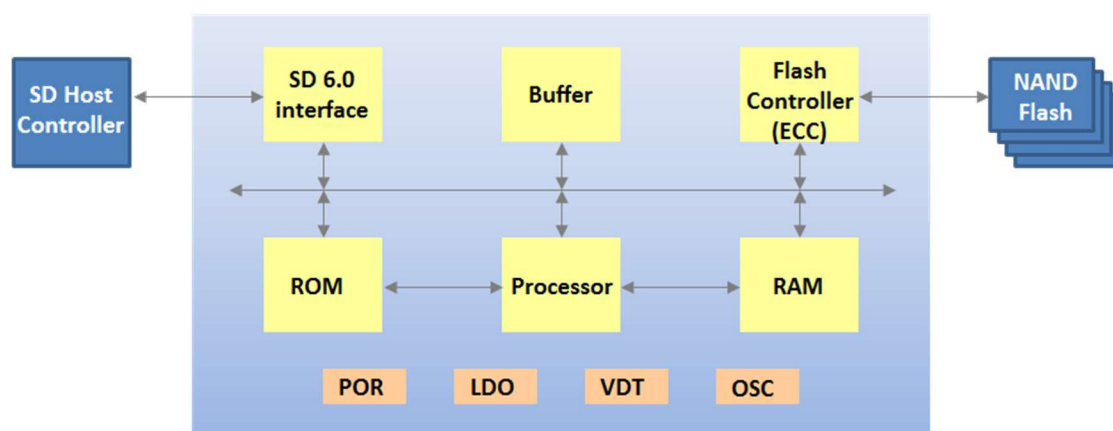 SD Host
Controller
SD 6.0
interface
Buffer
Flash
Controller
(ECC)
NAND
Flash
ROM
Processor
RAM
POR
LDO
VDT
OSC